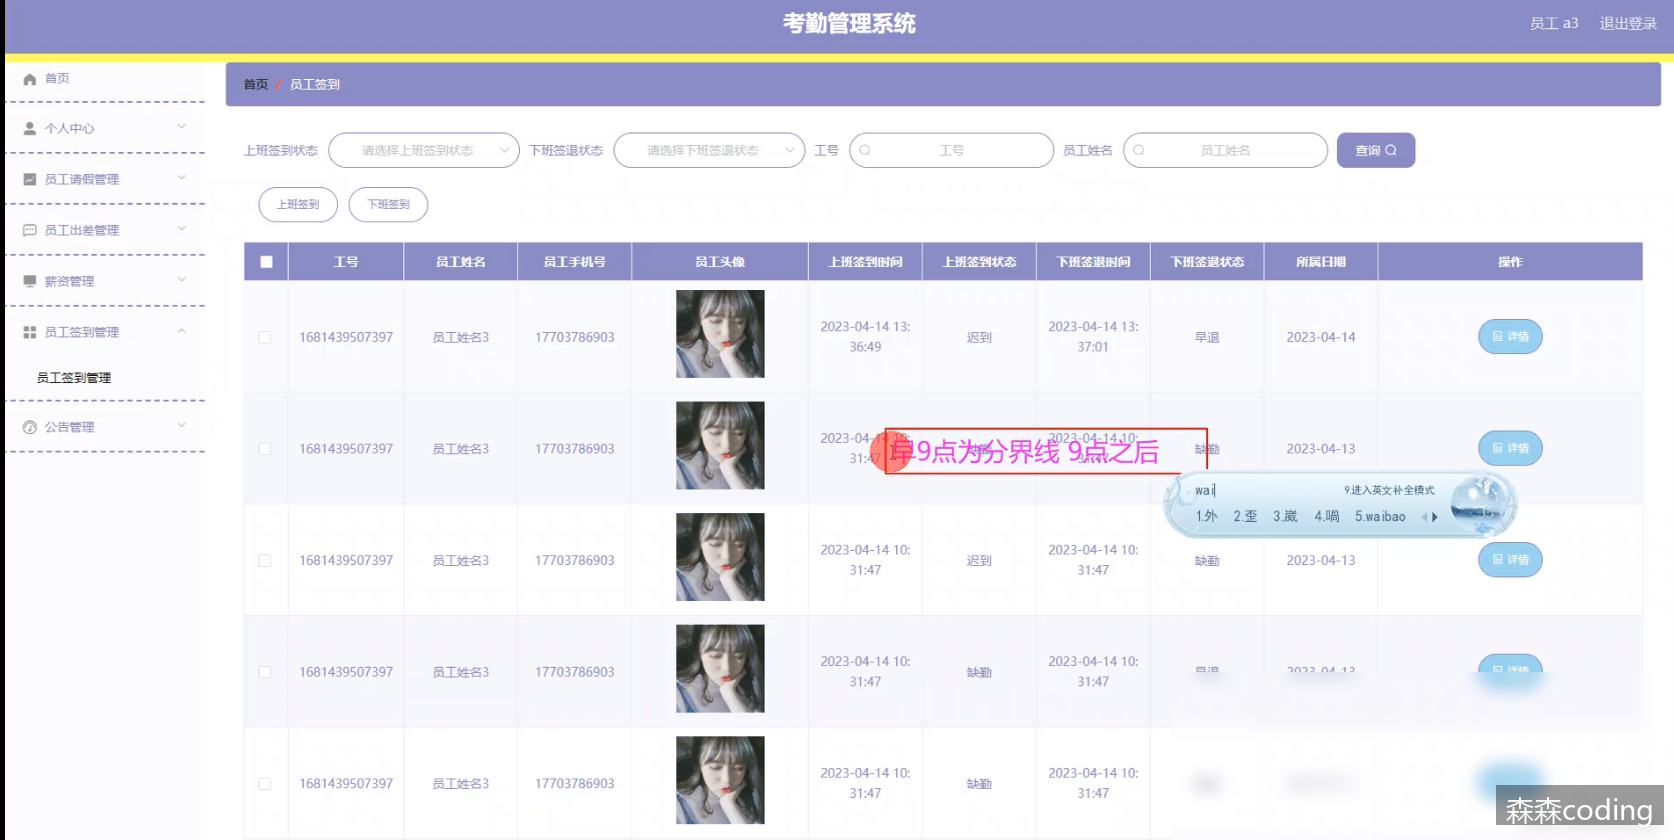 考勤管理系统
员工 a3 退出登录
首页
个人中心
员工请假管理
员工出差管理
薪资管理
员工签到管理
员工签到管理
公告管理
首页 / 员工签到
上班签到状态 请选择上班签到状态 下班签退状态 请选择下班签退状态 工号 工号 员工姓名 员工姓名 查询
上班签到 下班签到
工号 员工姓名 员工手机号 员工头像 上班签到时间 上班签到状态 下班签退时间 下班签退状态 所属日期 操作
1681439507397 员工姓名3 17703786903 2023-04-14 13:36:49 迟到 2023-04-14 13:37:01 早退 2023-04-14 详情
1681439507397 员工姓名3 17703786903 2023-04-14 10:31:47 2023-04-14 10: 缺勤 2023-04-13 详情
早9点为分界线 9点之后
wai 9.进入英文补全模式
1.外 2.歪 3.崴 4.喎 5.waibao
1681439507397 员工姓名3 17703786903 2023-04-14 10:31:47 迟到 2023-04-14 10:31:47 缺勤 2023-04-13 详情
1681439507397 员工姓名3 17703786903 2023-04-14 10:31:47 缺勤 2023-04-14 10:31:47 早退 2023-04-13 详情
1681439507397 员工姓名3 17703786903 2023-04-14 10:31:47 缺勤 2023-04-14 10:31:47
森森coding